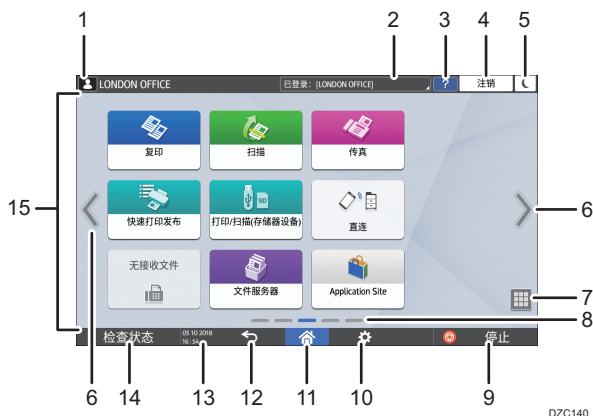 1 2 3 4 5
LONDON OFFICE 已登录：[LONDON OFFICE] ? 注销
复印 扫描 传真
15 6
快速打印发布 打印/扫描(存储器设备) 直连
无接收文件 7
文件服务器 Application Site
8
检查状态 03 10 2018 停止
16 : 54
6 14 13 12 11 10 9
DZC140